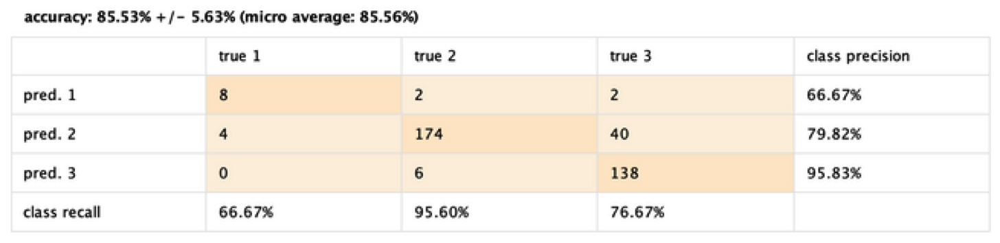 accuracy: 85.53% +/- 5.63% (micro average: 85.56%)
true 1 true 2 true 3 class precision
pred. 1 8 2 2 66.67%
pred. 2 4 174 40 79.82%
pred. 3 0 6 138 95.83%
class recall 66.67% 95.60% 76.67%